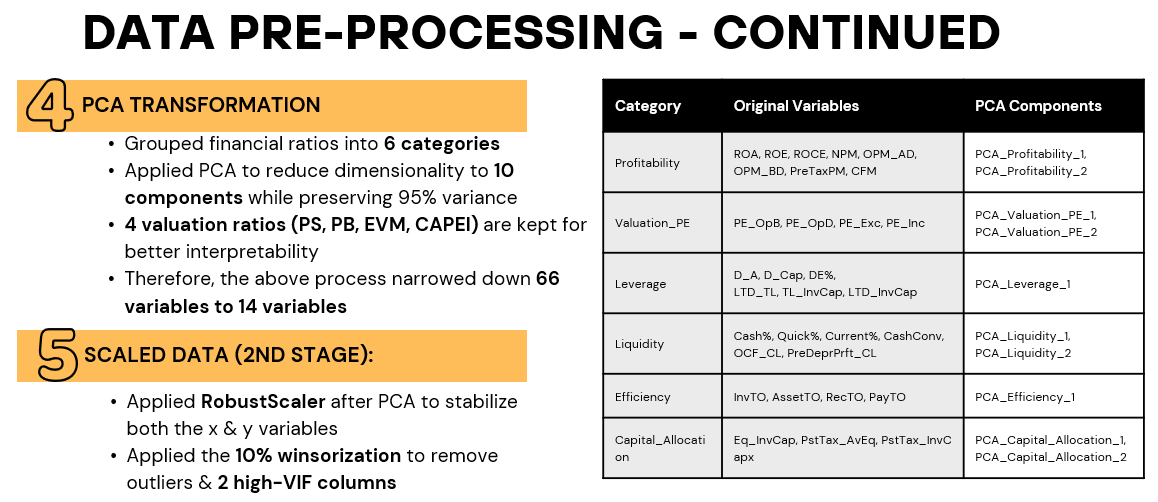 DATA PRE-PROCESSING - CONTINUED
4 PCA TRANSFORMATION
• Grouped financial ratios into 6 categories
• Applied PCA to reduce dimensionality to 10
components while preserving 95% variance
• 4 valuation ratios (PS, PB, EVM, CAPEI) are kept for
better interpretability
• Therefore, the above process narrowed down 66
variables to 14 variables
5 SCALED DATA (2ND STAGE):
• Applied RobustScaler after PCA to stabilize
both the x & y variables
• Applied the 10% winsorization to remove
outliers & 2 high-VIF columns
Category Original Variables PCA Components
Profitability
ROA, ROE, ROCE, NPM, OPM_AD,
OPM_BD, PreTaxPM, CFM
PCA_Profitability_1,
PCA_Profitability_2
Valuation_PE
PE_OpB, PE_OpD, PE_Exc, PE_Inc
PCA_Valuation_PE_1,
PCA_Valuation_PE_2
Leverage
D_A, D_Cap, DE%,
LTD_TL, TL_InvCap, LTD_InvCap
PCA_Leverage_1
Liquidity
Cash%, Quick%, Current%, CashConv,
OCF_CL, PreDeprPrft_CL
PCA_Liquidity_1,
PCA_Liquidity_2
Efficiency
InvTO, AssetTO, RecTO, PayTO
PCA_Efficiency_1
Capital_Allocati
on
Eq_InvCap, PstTax_AvEq, PstTax_InvC
apx
PCA_Capital_Allocation_1,
PCA_Capital_Allocation_2